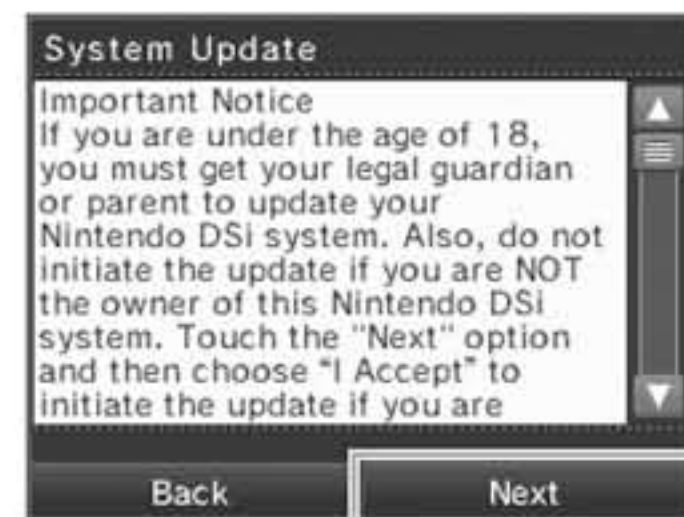 System Update
Important Notice
If you are under the age of 18,
you must get your legal guardian
or parent to update your
Nintendo DSi system. Also, do not
initiate the update if you are NOT
the owner of this Nintendo DSi
system. Touch the "Next" option
and then choose “I Accept” to
initiate the update if you are
Back
Next